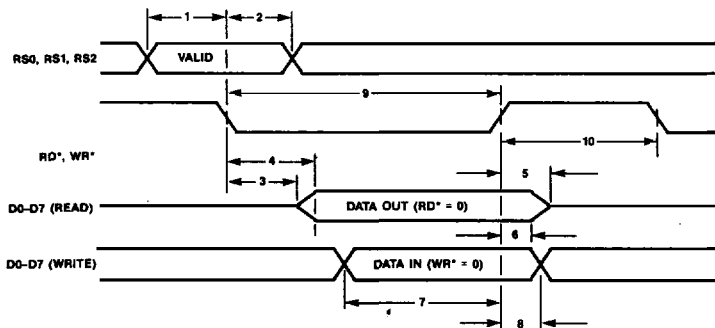 1 2
RS0, RS1, RS2 VALID
9
10
RD*, WR*
4
5
3
D0–D7 (READ) DATA OUT (RD* = 0)
6
D0–D7 (WRITE) DATA IN (WR* = 0)
7
8